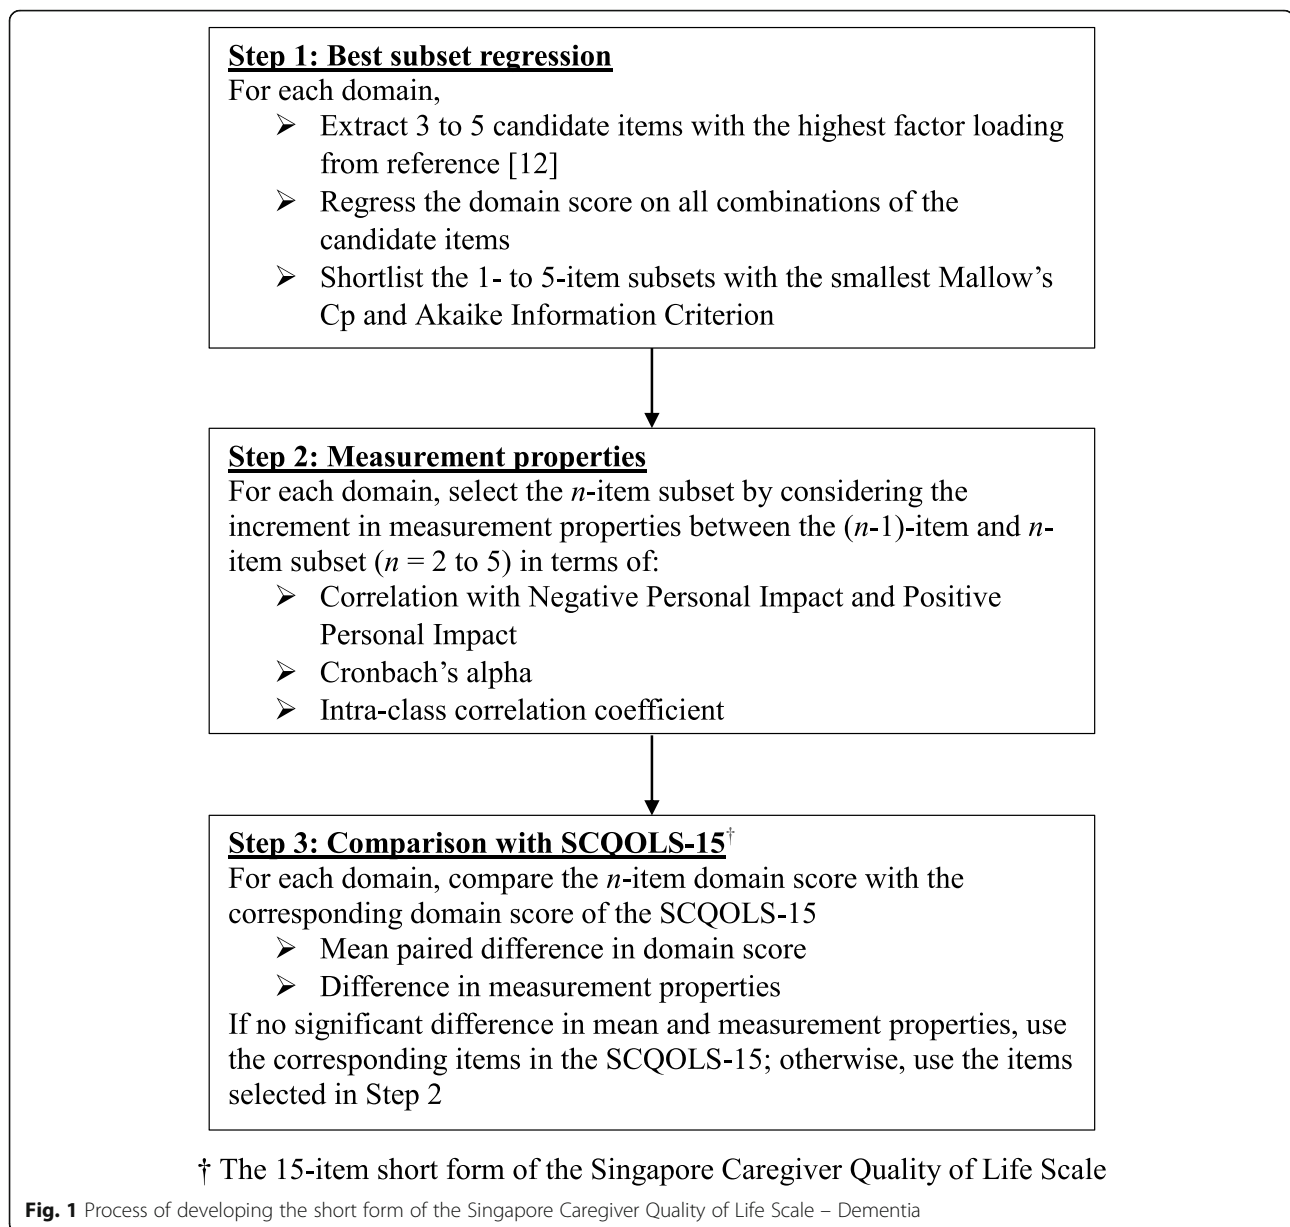 Step 1: Best subset regression
For each domain,
➢ Extract 3 to 5 candidate items with the highest factor loading
from reference [12]
➢ Regress the domain score on all combinations of the
candidate items
➢ Shortlist the 1- to 5-item subsets with the smallest Mallow’s
Cp and Akaike Information Criterion
Step 2: Measurement properties
For each domain, select the n-item subset by considering the
increment in measurement properties between the (n-1)-item and n-
item subset (n = 2 to 5) in terms of:
➢ Correlation with Negative Personal Impact and Positive
Personal Impact
➢ Cronbach’s alpha
➢ Intra-class correlation coefficient
Step 3: Comparison with SCQOLS-15†
For each domain, compare the n-item domain score with the
corresponding domain score of the SCQOLS-15
➢ Mean paired difference in domain score
➢ Difference in measurement properties
If no significant difference in mean and measurement properties, use
the corresponding items in the SCQOLS-15; otherwise, use the items
selected in Step 2
† The 15-item short form of the Singapore Caregiver Quality of Life Scale
Fig. 1 Process of developing the short form of the Singapore Caregiver Quality of Life Scale – Dementia